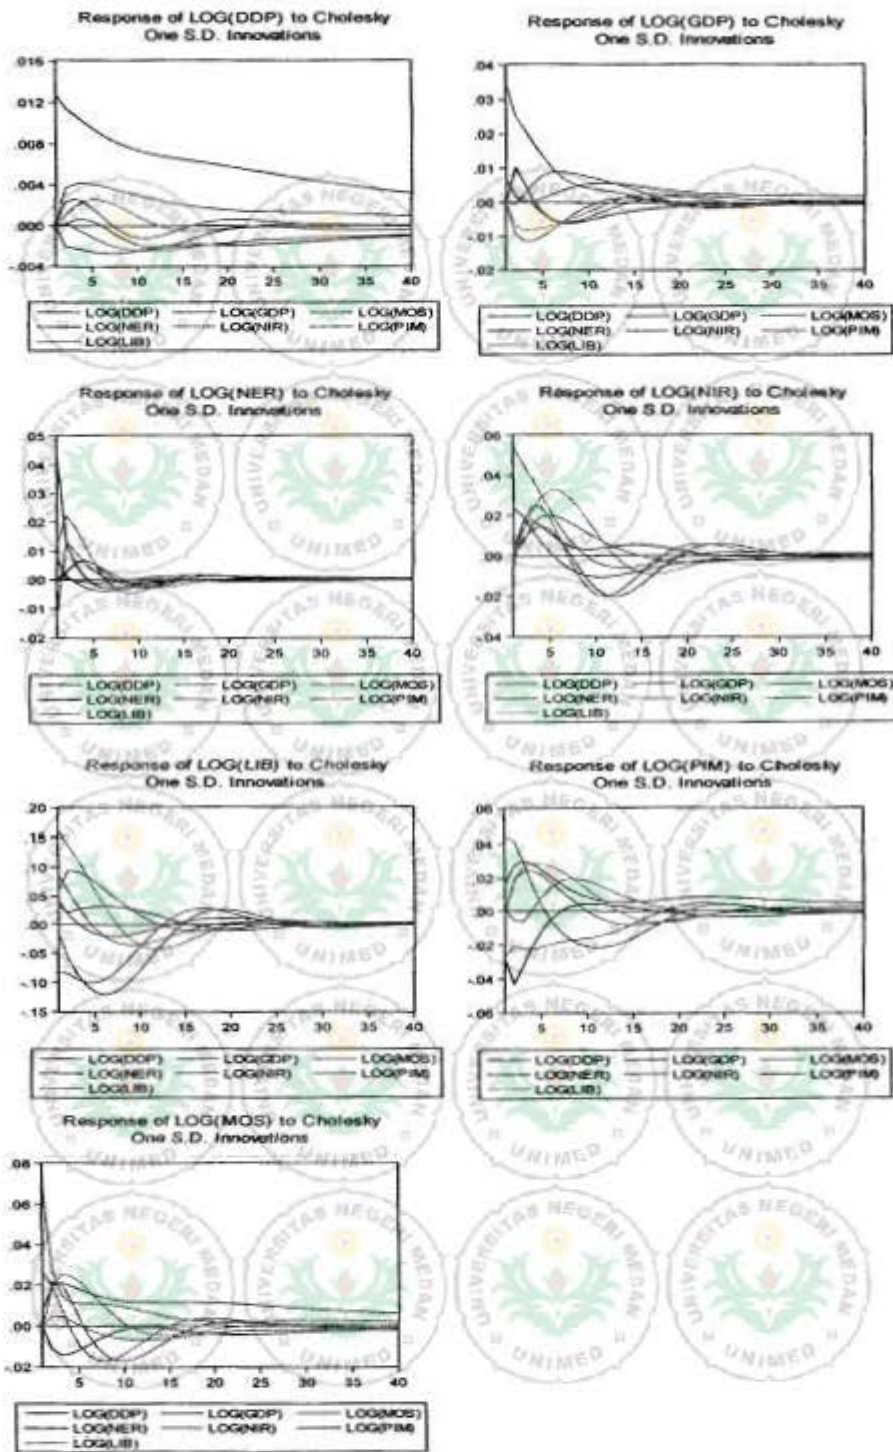 Response of LOG(DDP) to Cholesky
One S.D. Innovations
.016
.012
.008
.004
.000
-.004
5 10 15 20 25 30 35 40
LOG(DDP) LOG(GDP) LOG(MOS)
LOG(NER) LOG(NIR) LOG(PIM)
LOG(LIB)
Response of LOG(GDP) to Cholesky
One S.D. Innovations
.04
.03
.02
.01
.00
-.01
-.02
5 10 15 20 25 30 35 40
LOG(DDP) LOG(GDP) LOG(MOS)
LOG(NER) LOG(NIR) LOG(PIM)
LOG(LIB)
Response of LOG(NER) to Cholesky
One S.D. Innovations
.05
.04
.03
.02
.01
.00
-.01
-.02
5 10 15 20 25 30 35 40
LOG(DDP) LOG(GDP) LOG(MOS)
LOG(NER) LOG(NIR) LOG(PIM)
LOG(LIB)
Response of LOG(NIR) to Cholesky
One S.D. Innovations
.06
.04
.02
.00
-.02
-.04
5 10 15 20 25 30 35 40
LOG(DDP) LOG(GDP) LOG(MOS)
LOG(NER) LOG(NIR) LOG(PIM)
LOG(LIB)
Response of LOG(LIB) to Cholesky
One S.D. Innovations
.20
.15
.10
.05
.00
-.05
-.10
-.15
5 10 15 20 25 30 35 40
LOG(DDP) LOG(GDP) LOG(MOS)
LOG(NER) LOG(NIR) LOG(PIM)
LOG(LIB)
Response of LOG(PIM) to Cholesky
One S.D. Innovations
.06
.04
.02
.00
-.02
-.04
-.06
5 10 15 20 25 30 35 40
LOG(DDP) LOG(GDP) LOG(MOS)
LOG(NER) LOG(NIR) LOG(PIM)
LOG(LIB)
Response of LOG(MOS) to Cholesky
One S.D. Innovations
.08
.06
.04
.02
.00
-.02
5 10 15 20 25 30 35 40
LOG(DDP) LOG(GDP) LOG(MOS)
LOG(NER) LOG(NIR) LOG(PIM)
LOG(LIB)
UNIVERSITAS NEGERI MEDAN
UNIMED